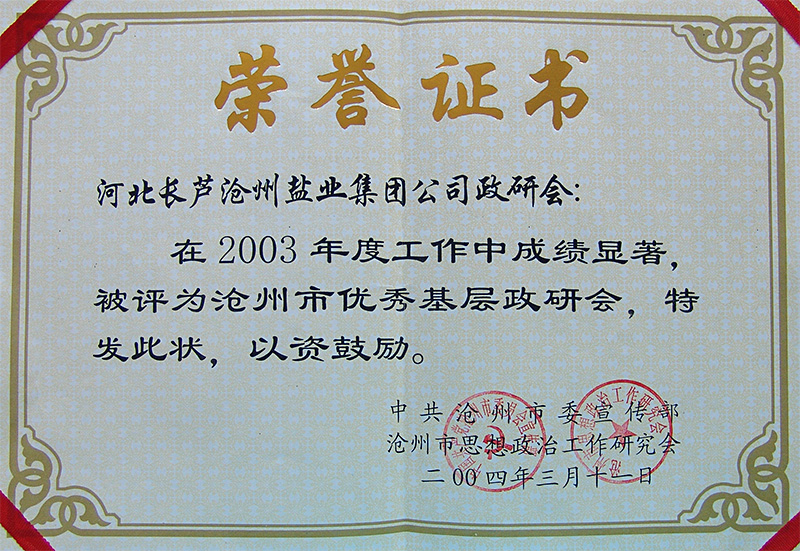 荣誉证书
河北长芦沧州盐业集团公司政研会：
在 2003 年度工作中成绩显著，
被评为沧州市优秀基层政研会，特
发此状，以资鼓励。
中共沧州市委宣传部
沧州市思想政治工作研究会
二00四年三月十一日